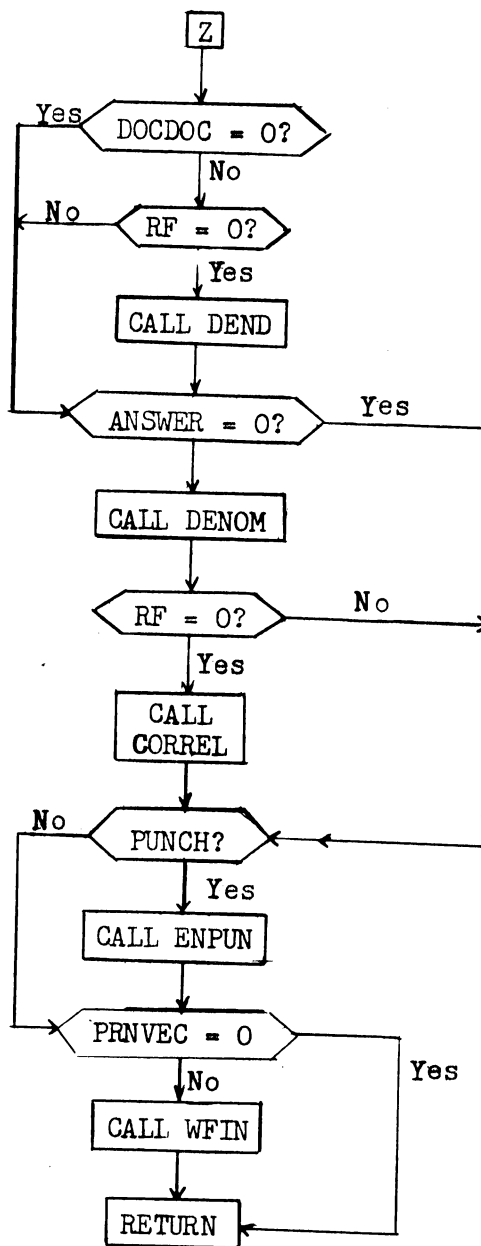 Z
Yes
DOCDOC = 0?
No
No
RF = 0?
Yes
CALL DEND
ANSWER = 0?
Yes
CALL DENOM
RF = 0?
No
Yes
CALL
CORREL
No
PUNCH?
Yes
CALL ENPUN
PRNVEC = 0
Yes
No
CALL WFIN
RETURN